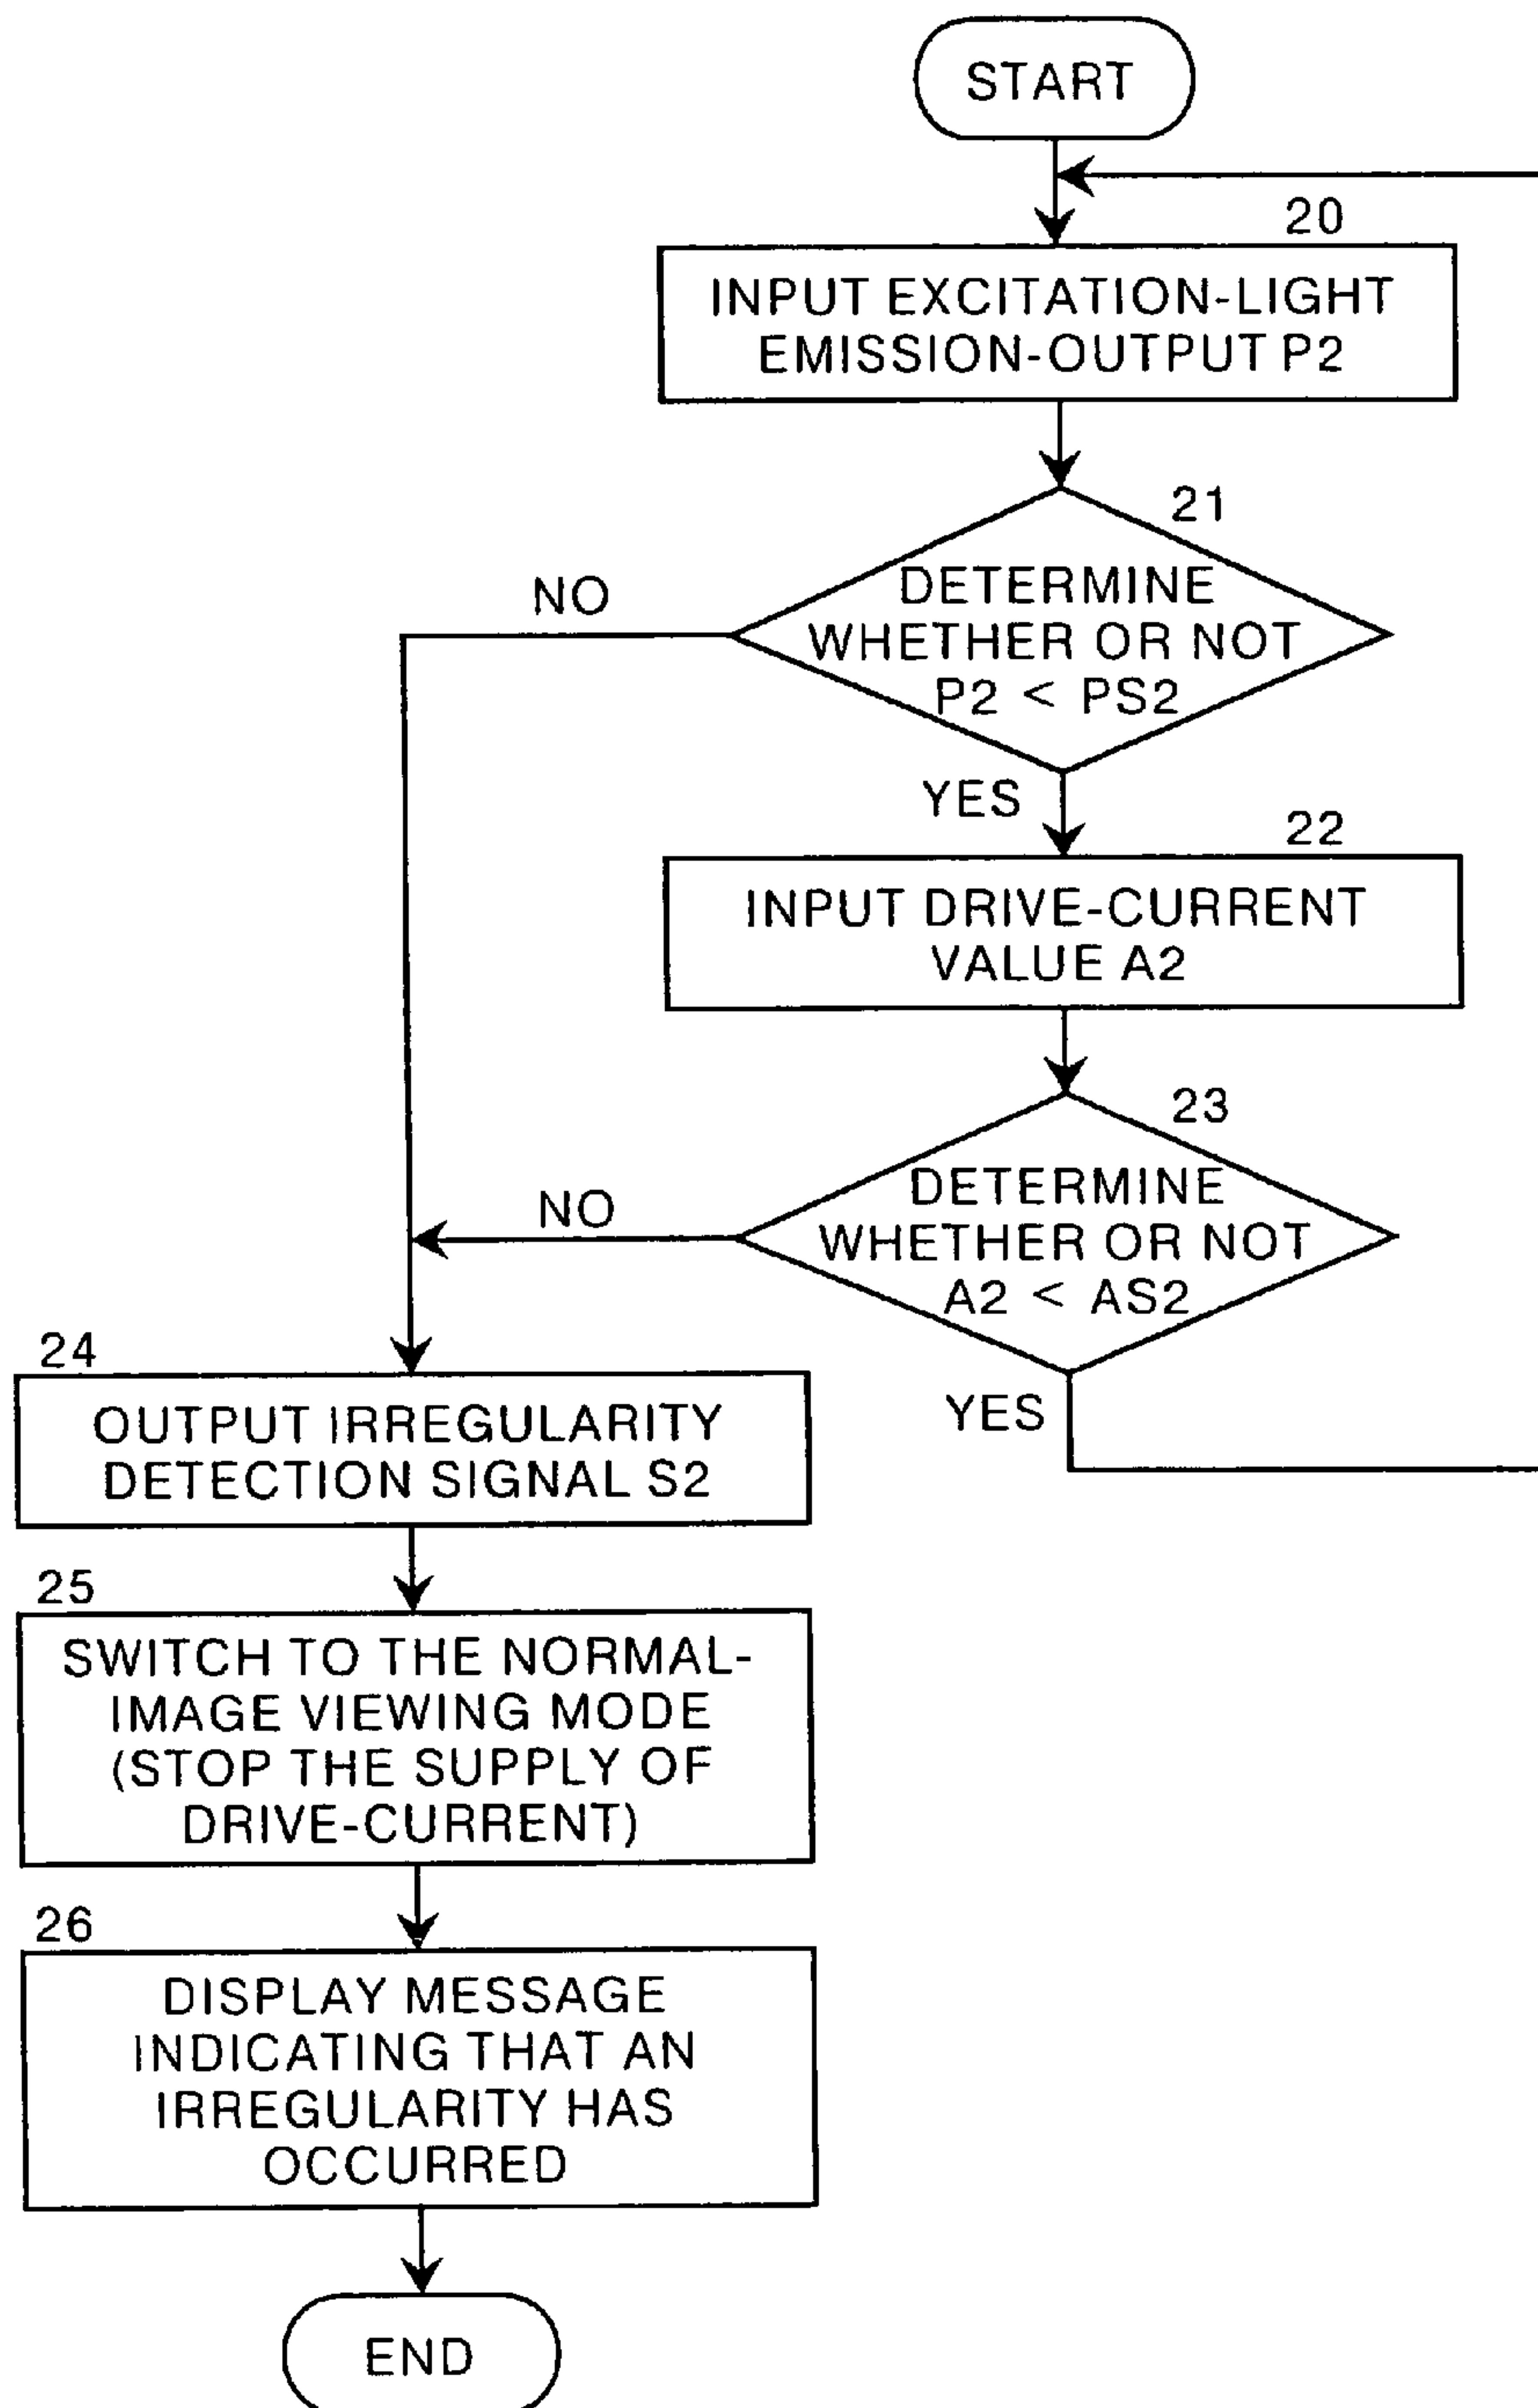 START
20
INPUT EXCITATION-LIGHT
EMISSION-OUTPUT P2
21
DETERMINE
WHETHER OR NOT
P2 < PS2
NO
YES
22
INPUT DRIVE-CURRENT
VALUE A2
23
DETERMINE
WHETHER OR NOT
A2 < AS2
NO
YES
24
OUTPUT IRREGULARITY
DETECTION SIGNAL S2
25
SWITCH TO THE NORMAL-
IMAGE VIEWING MODE
(STOP THE SUPPLY OF
DRIVE-CURRENT)
26
DISPLAY MESSAGE
INDICATING THAT AN
IRREGULARITY HAS
OCCURRED
END